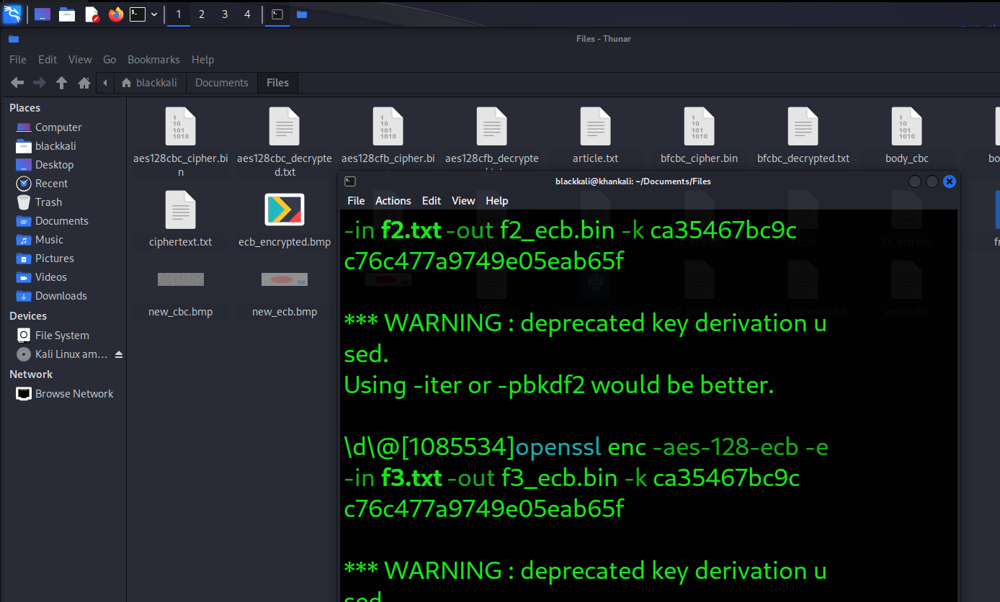 1 2 3 4
Files - Thunar
File Edit View Go Bookmarks Help
blackkali Documents Files
Places
Computer
blackkali
Desktop
Recent
Trash
Documents
Music
Pictures
Videos
Downloads
Devices
File System
Kali Linux am...
Network
Browse Network
aes128cbc_cipher.bi
n
aes128cbc_decrypte
d.txt
aes128cfb_cipher.bi
n
aes128cfb_decrypte
d.txt
article.txt
bfcbc_cipher.bin
bfcbc_decrypted.txt
body_cbc
bo
ciphertext.txt
ecb_encrypted.bmp
f3_ecb.bin
fr
new_cbc.bmp
new_ecb.bmp
words.txt
blackkali@khankali: ~/Documents/Files
File Actions Edit View Help
-in f2.txt -out f2_ecb.bin -k ca35467bc9c
c76c477a9749e05eab65f
*** WARNING : deprecated key derivation u
sed.
Using -iter or -pbkdf2 would be better.
\d\@[1085534]openssl enc -aes-128-ecb -e
-in f3.txt -out f3_ecb.bin -k ca35467bc9c
c76c477a9749e05eab65f
*** WARNING : deprecated key derivation u
sed.